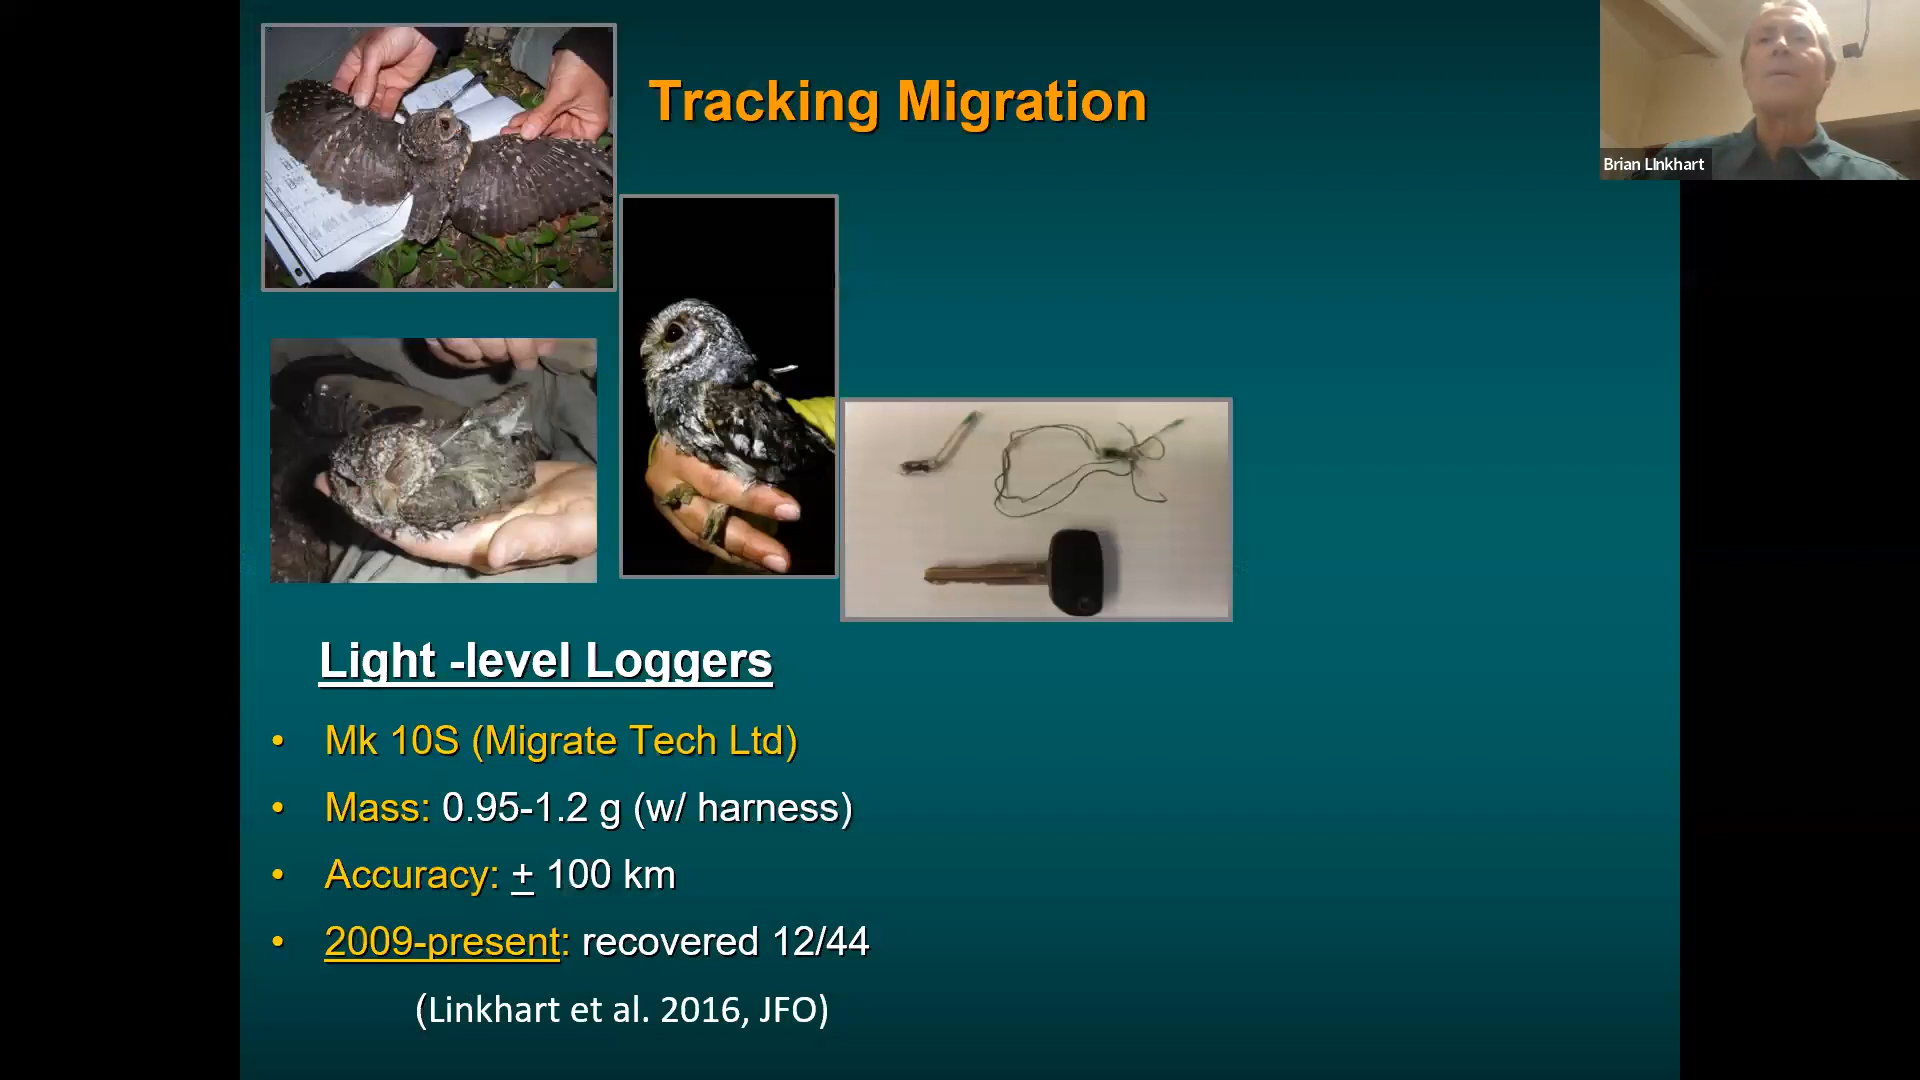 Tracking Migration
Brian LInkhart
Light -level Loggers
• Mk 10S (Migrate Tech Ltd)
• Mass: 0.95-1.2 g (w/ harness)
• Accuracy: + 100 km
• 2009-present: recovered 12/44
(Linkhart et al. 2016, JFO)